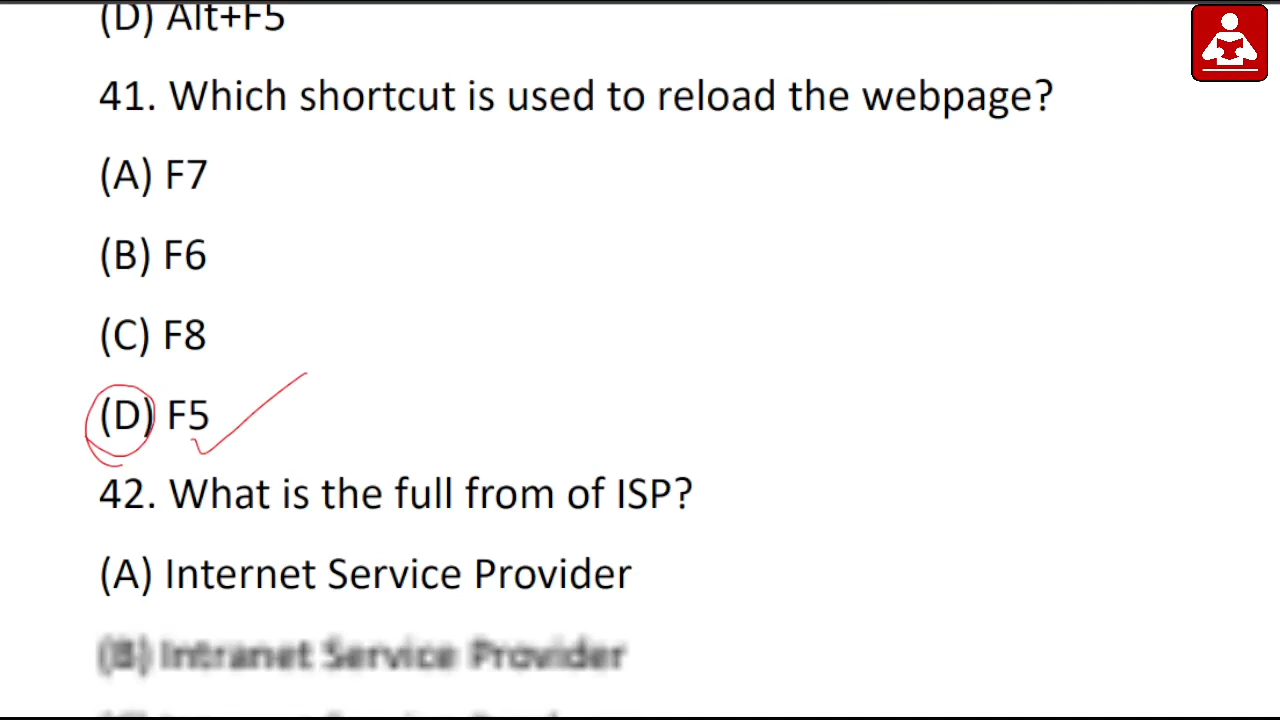 (D) Alt+F5
41. Which shortcut is used to reload the webpage?
(A) F7
(B) F6
(C) F8
(D) F5
42. What is the full from of ISP?
(A) Internet Service Provider
(B) Intranet Service Provider